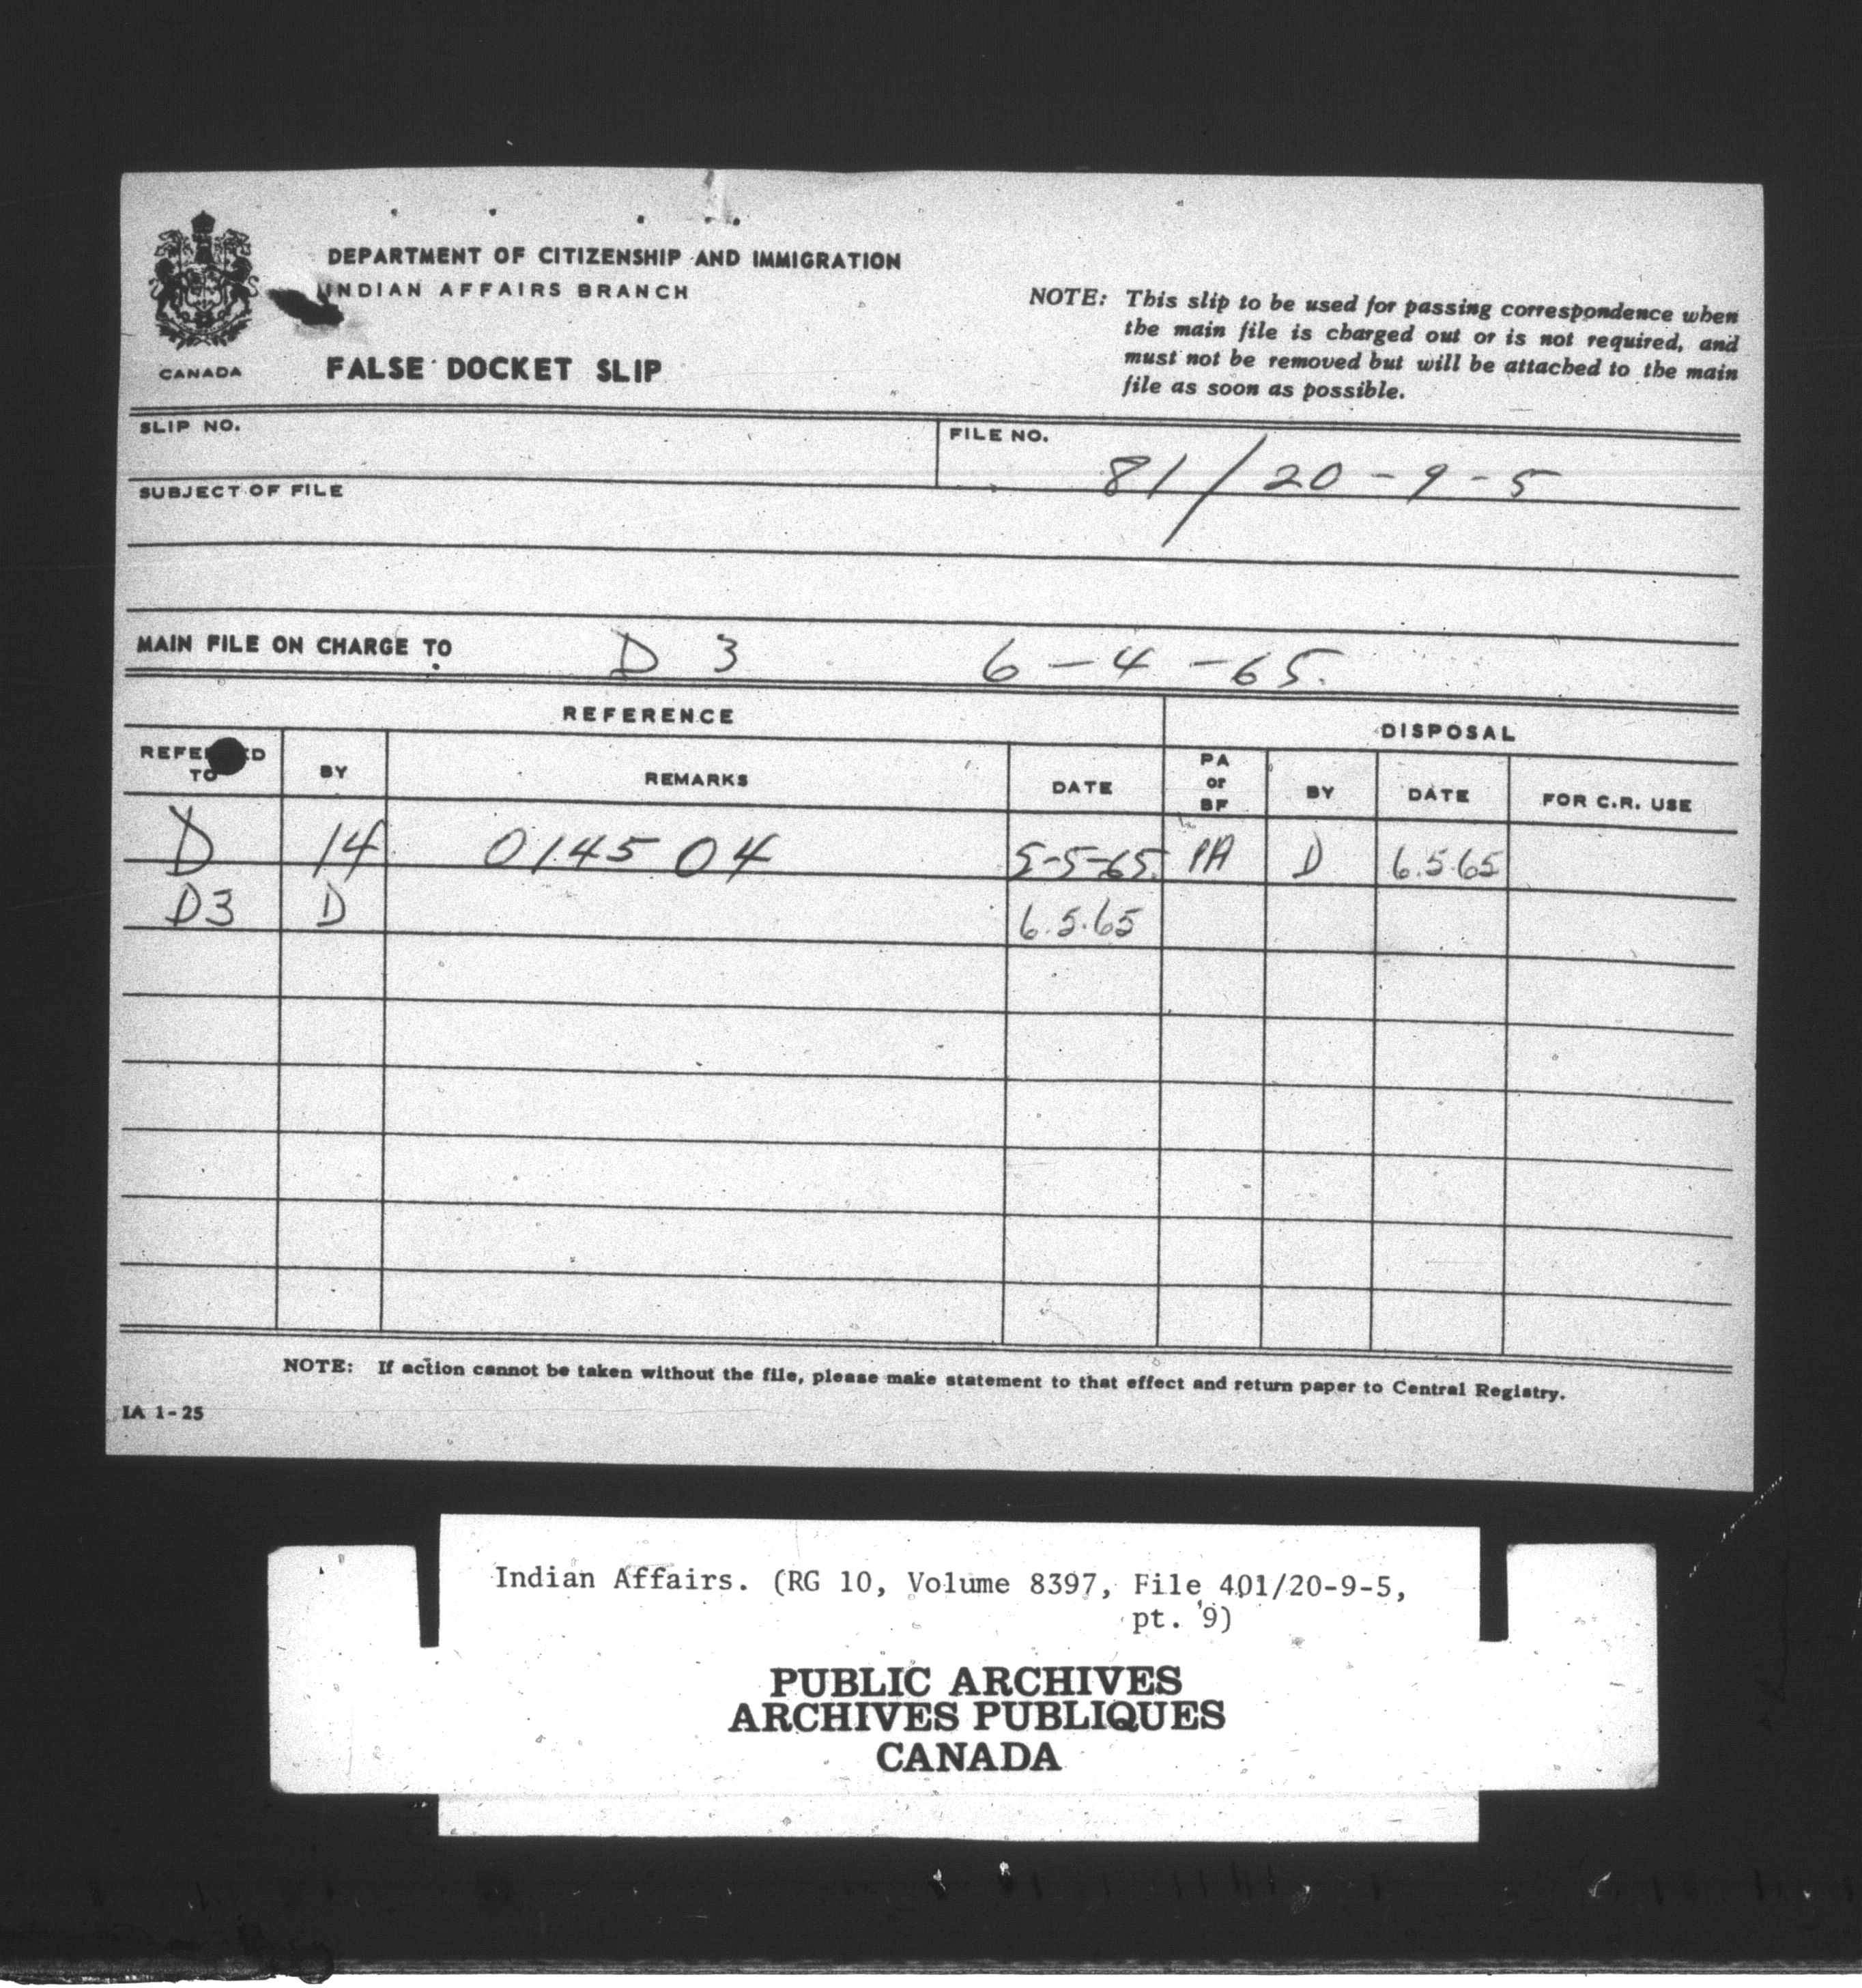 DEPARTMENT OF CITIZENSHIP AND IMMIGRATION
INDIAN AFFAIRS BRANCH
CANADA
FALSE DOCKET SLIP
NOTE: This slip to be used for passing correspondence when
the main file is charged out or is not required, and
must not be removed but will be attached to the main
file as soon as possible.
SLIP NO.
FILE NO. 81/20-9-5
SUBJECT OF FILE
MAIN FILE ON CHARGE TO D 3 6-4-65.
REFERENCE DISPOSAL
REFERRED TO BY REMARKS DATE PA or BF BY DATE FOR C.R. USE
D 14 014504 5-5-65. PA D 6.5.65
D3 D 6.5.65
NOTE: If action cannot be taken without the file, please make statement to that effect and return paper to Central Registry.
IA 1-25
Indian Affairs. (RG 10, Volume 8397, File 401/20-9-5,
pt. 9)
PUBLIC ARCHIVES
ARCHIVES PUBLIQUES
CANADA